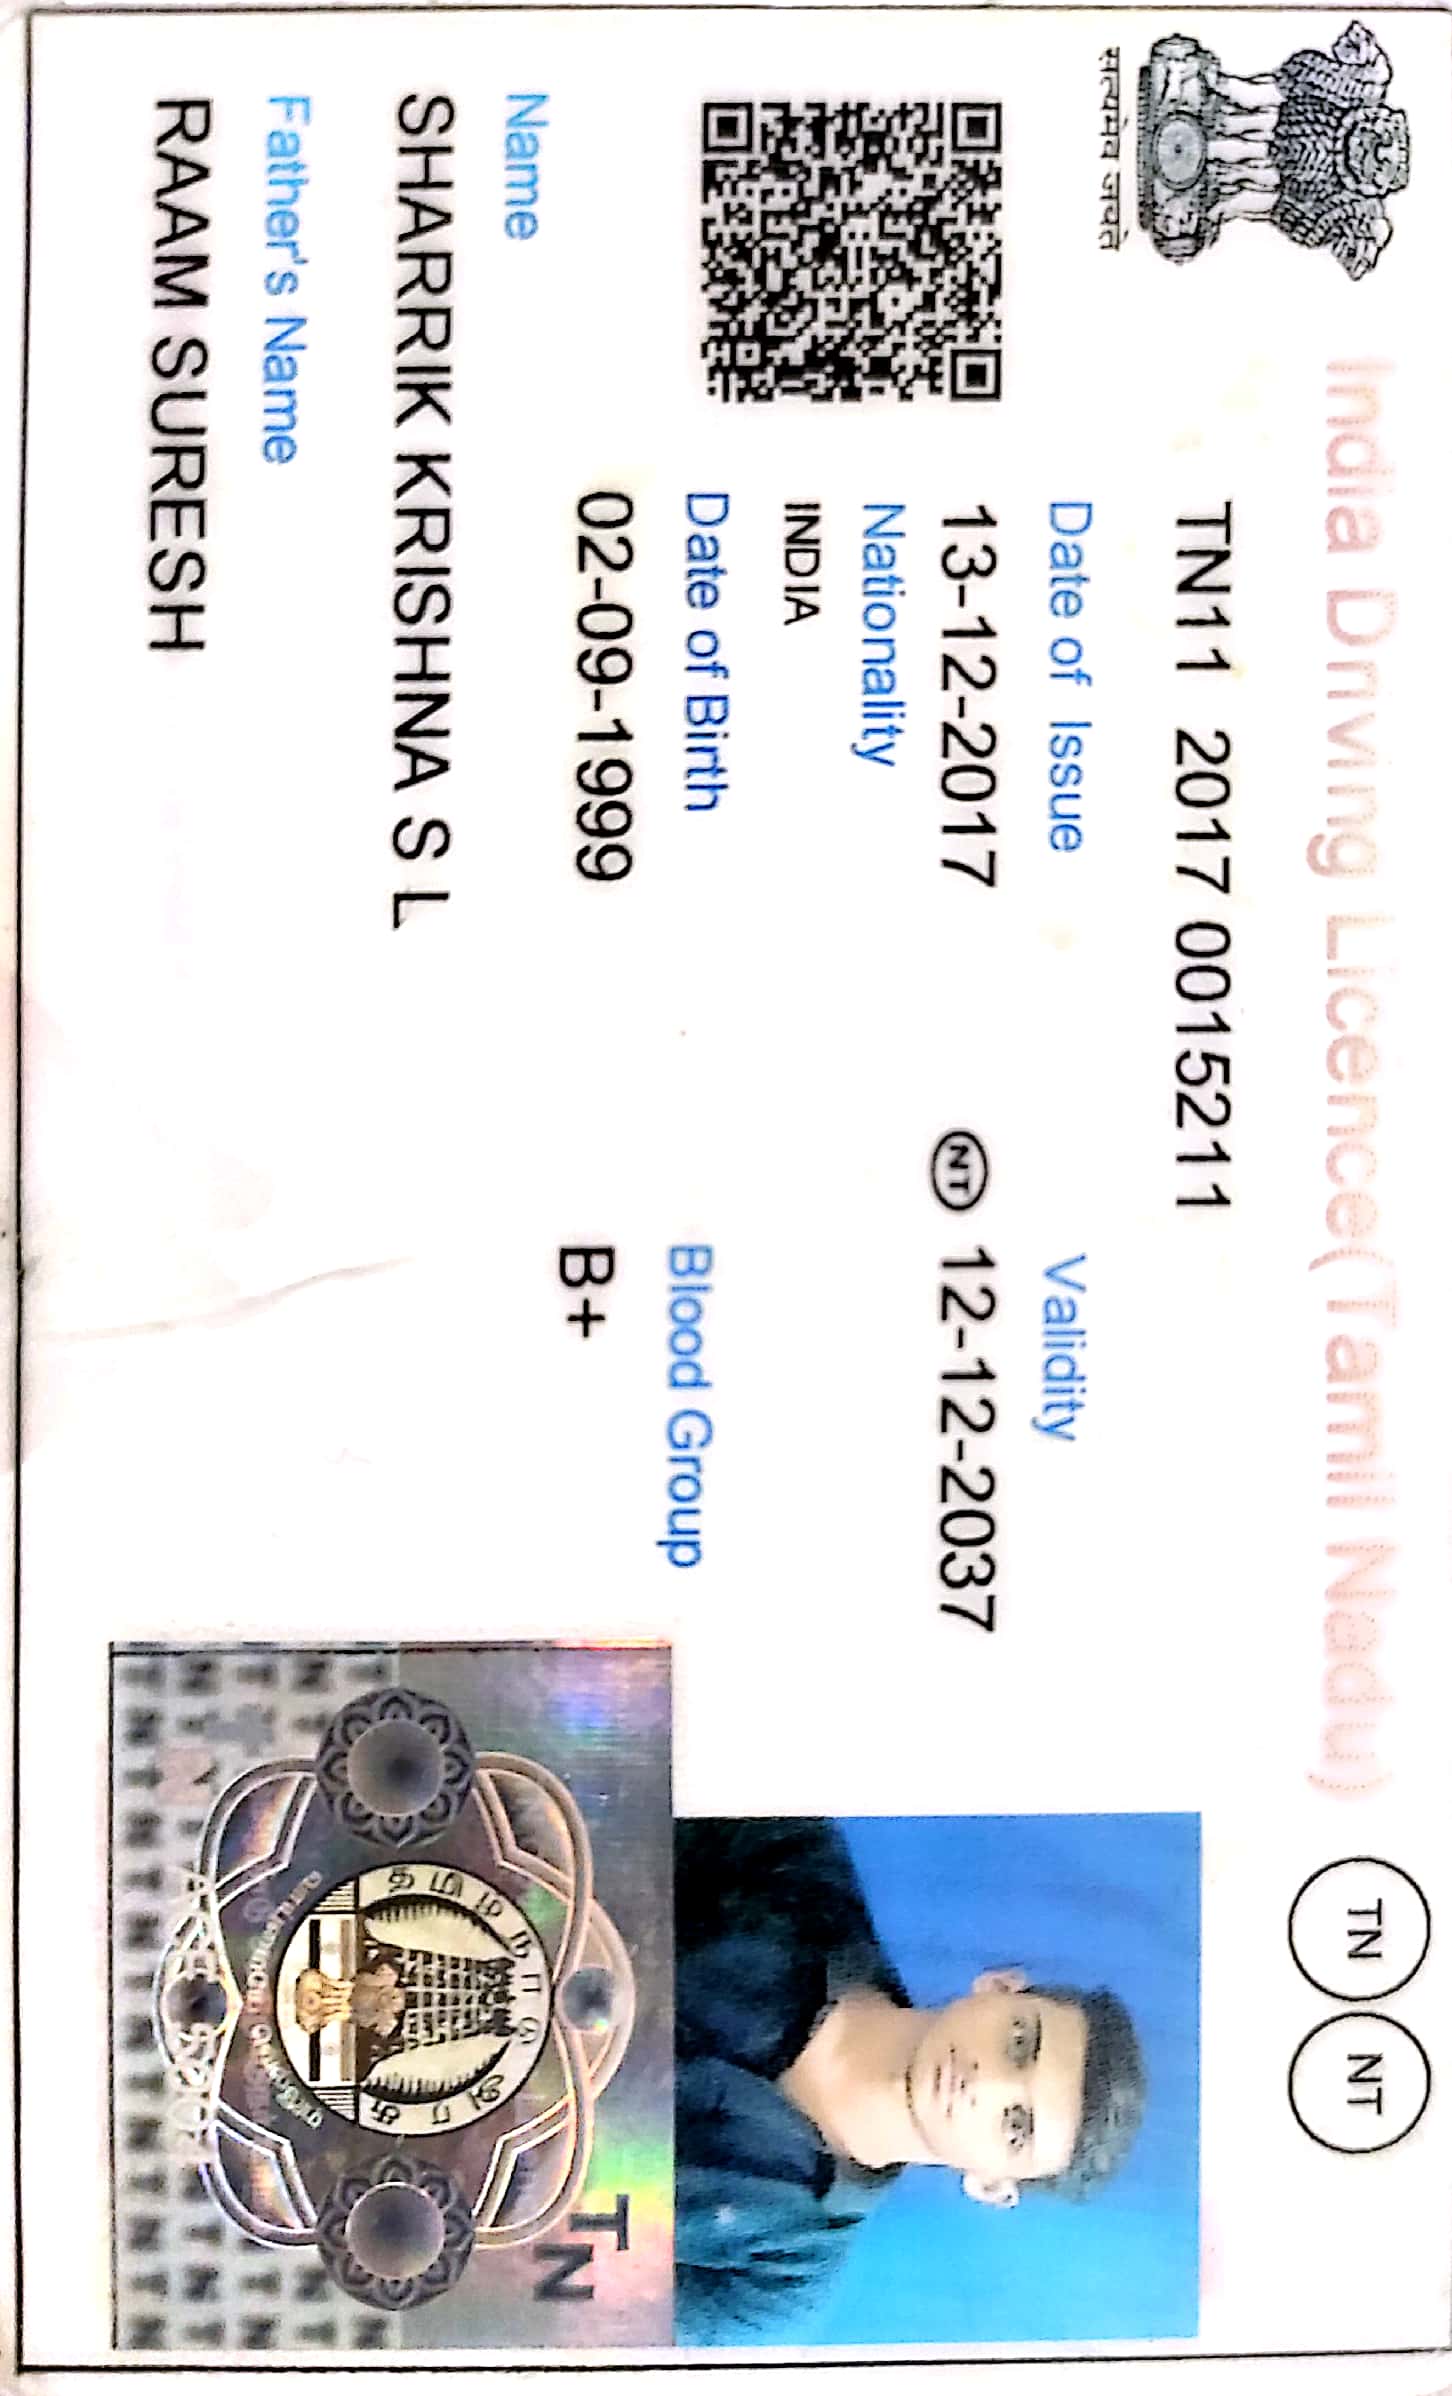 India Driving Licence(Tamil Nadu) TN NT
TN11 2017 0015211
सत्यमेव जयते
Date of Issue Validity
13-12-2017 NT 12-12-2037
Nationality
INDIA
Date of Birth Blood Group
02-09-1999 B+
TN
Name
SHARRIK KRISHNA S L
தமிழ்நாடு அரசு
வாய்மையே வெல்லும்
Father's Name
RAAM SURESH